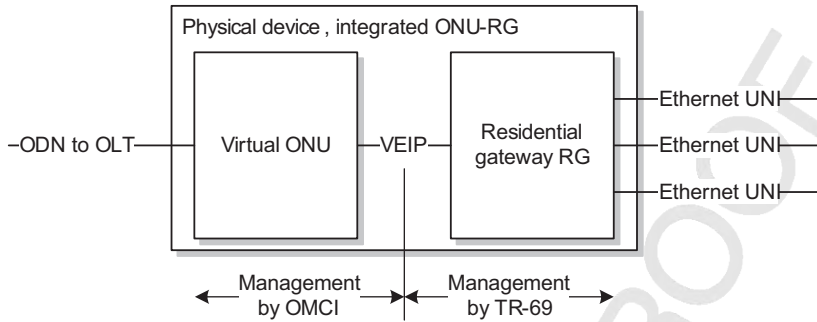 Physical device , integrated ONU-RG
ODN to OLT
Virtual ONU
VEIP
Residential
gateway RG
Ethernet UNI
Ethernet UNI
Ethernet UNI
Management
by OMCI
Management
by TR-69
PROOF